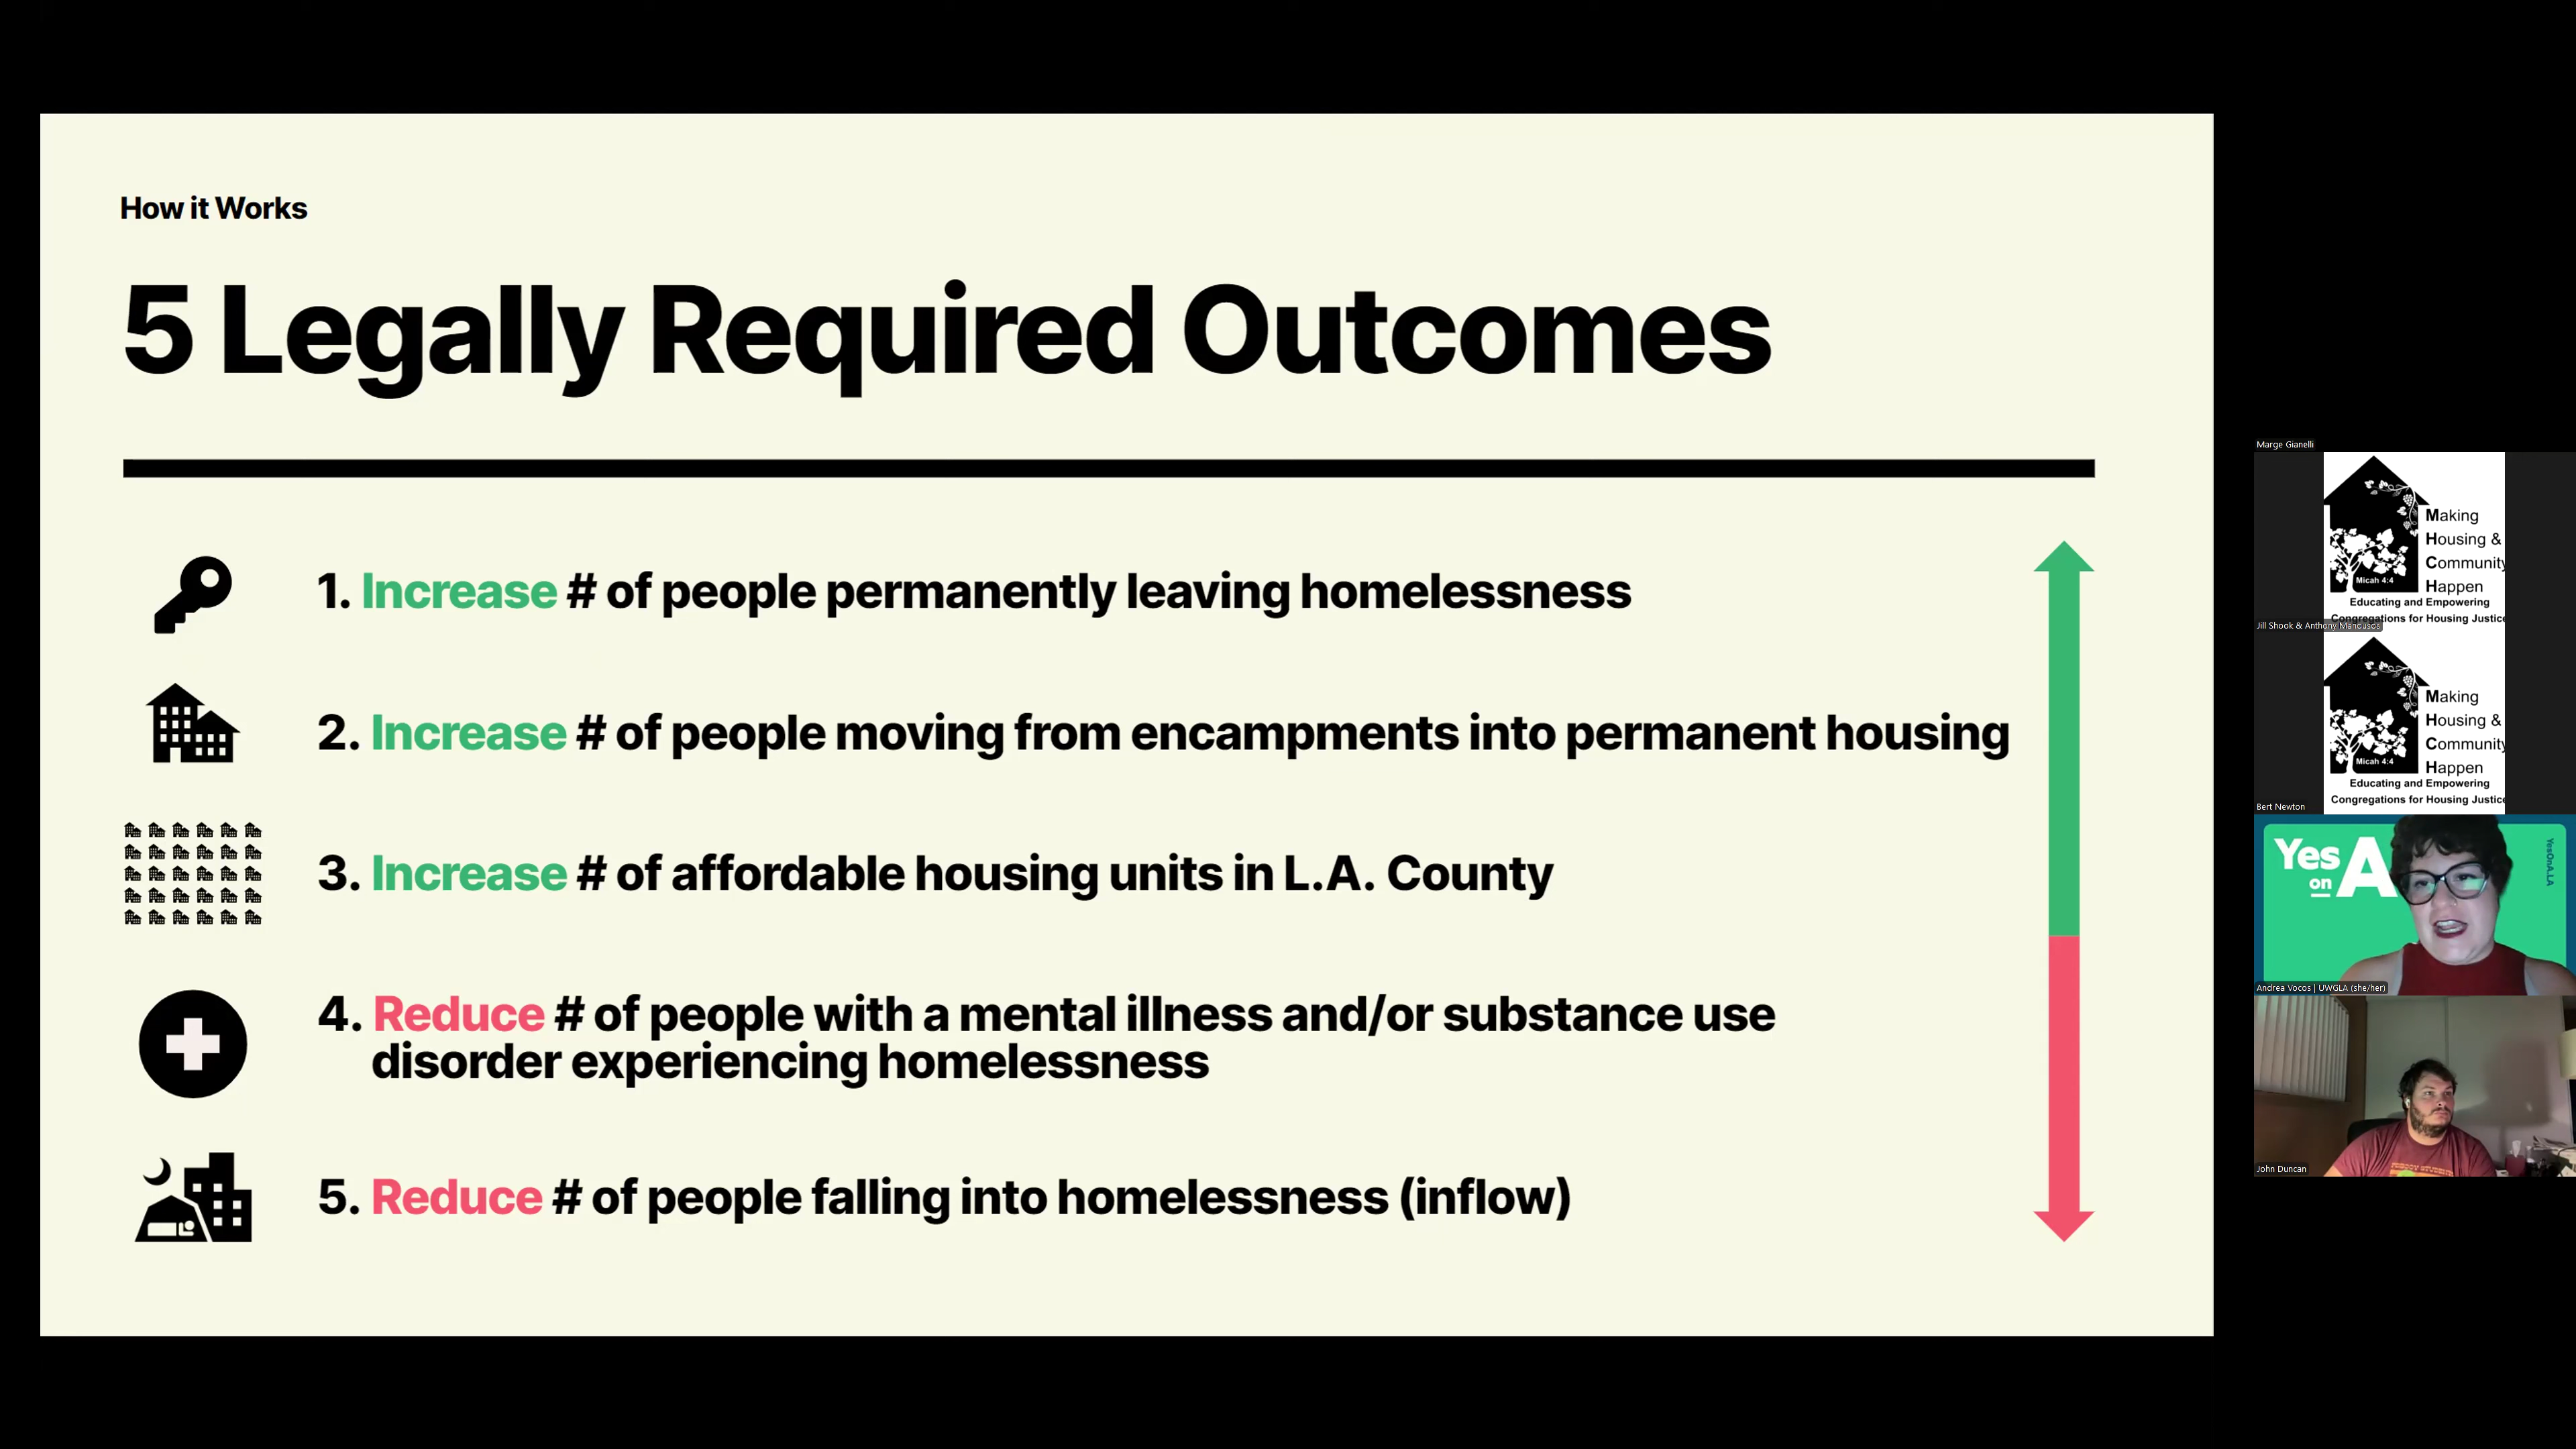 How it Works
5 Legally Required Outcomes
1. Increase # of people permanently leaving homelessness
2. Increase # of people moving from encampments into permanent housing
3. Increase # of affordable housing units in L.A. County
4. Reduce # of people with a mental illness and/or substance use
disorder experiencing homelessness
5. Reduce # of people falling into homelessness (inflow)
Marge Gianelli
Making
Housing &
Community
Happen
Micah 4:4
Educating and Empowering
Congregations for Housing Justice
Jill Shook & Anthony Manousos
Making
Housing &
Community
Happen
Micah 4:4
Educating and Empowering
Congregations for Housing Justice
Bert Newton
Yes
on A
YesOnA.LA
Andrea Vocos | UWGLA (she/her)
John Duncan